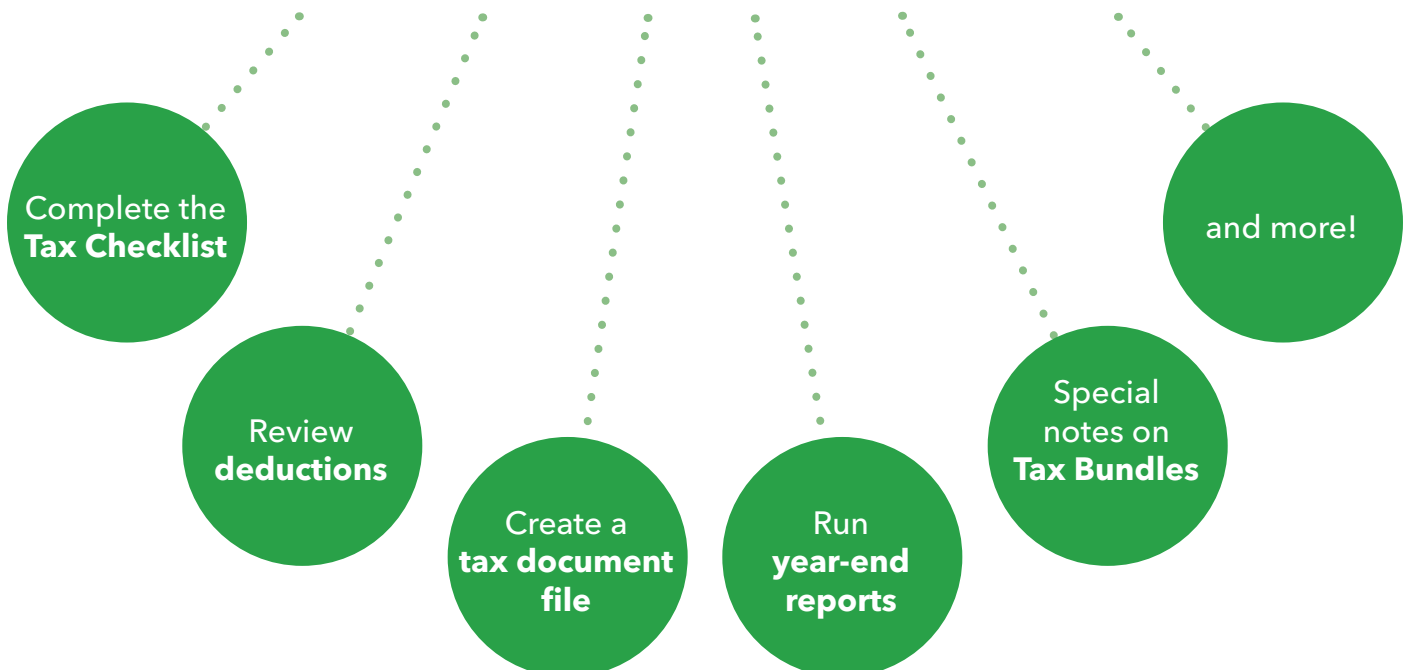 Complete the
Tax Checklist
Review
deductions
Create a
tax document
file
Run
year-end
reports
Special
notes on
Tax Bundles
and more!